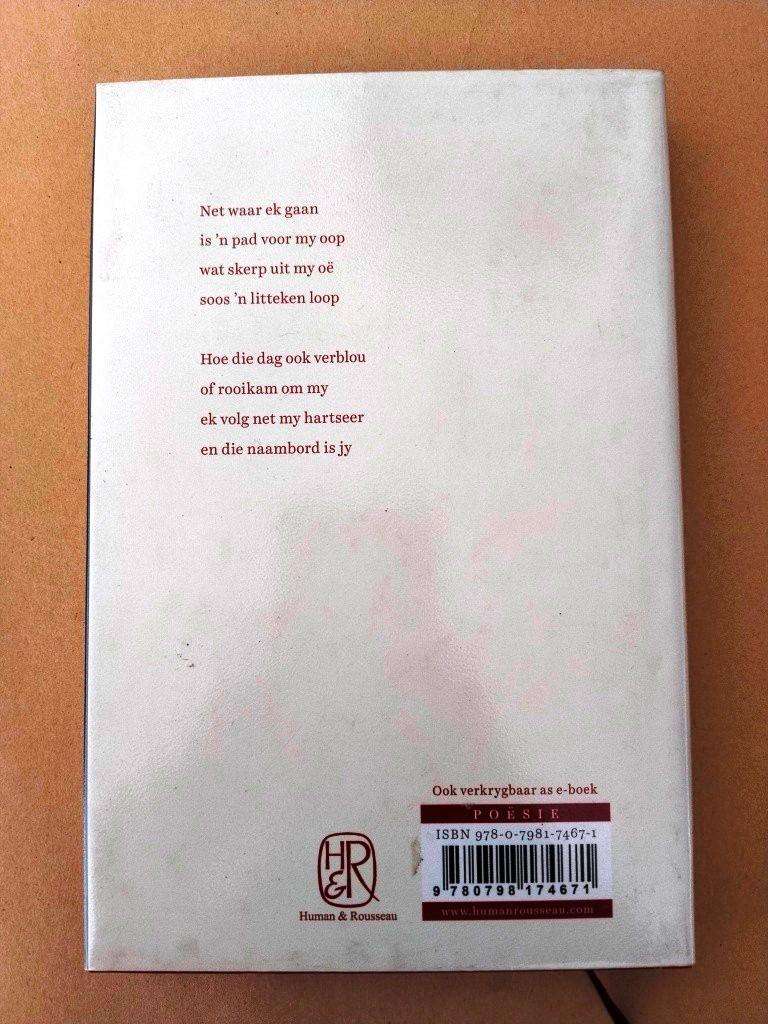 Net waar ek gaan
is 'n pad voor my oop
wat skerp uit my oë
soos 'n litteken loop
Hoe die dag ook verblou
of rooikam om my
ek volg net my hartseer
en die naambord is jy
Ook verkrygbaar as e-boek
POËSIE
ISBN 978-0-7981-7467-1
9 780798 174671
www.humanrousseau.com
H&R
Human & Rousseau